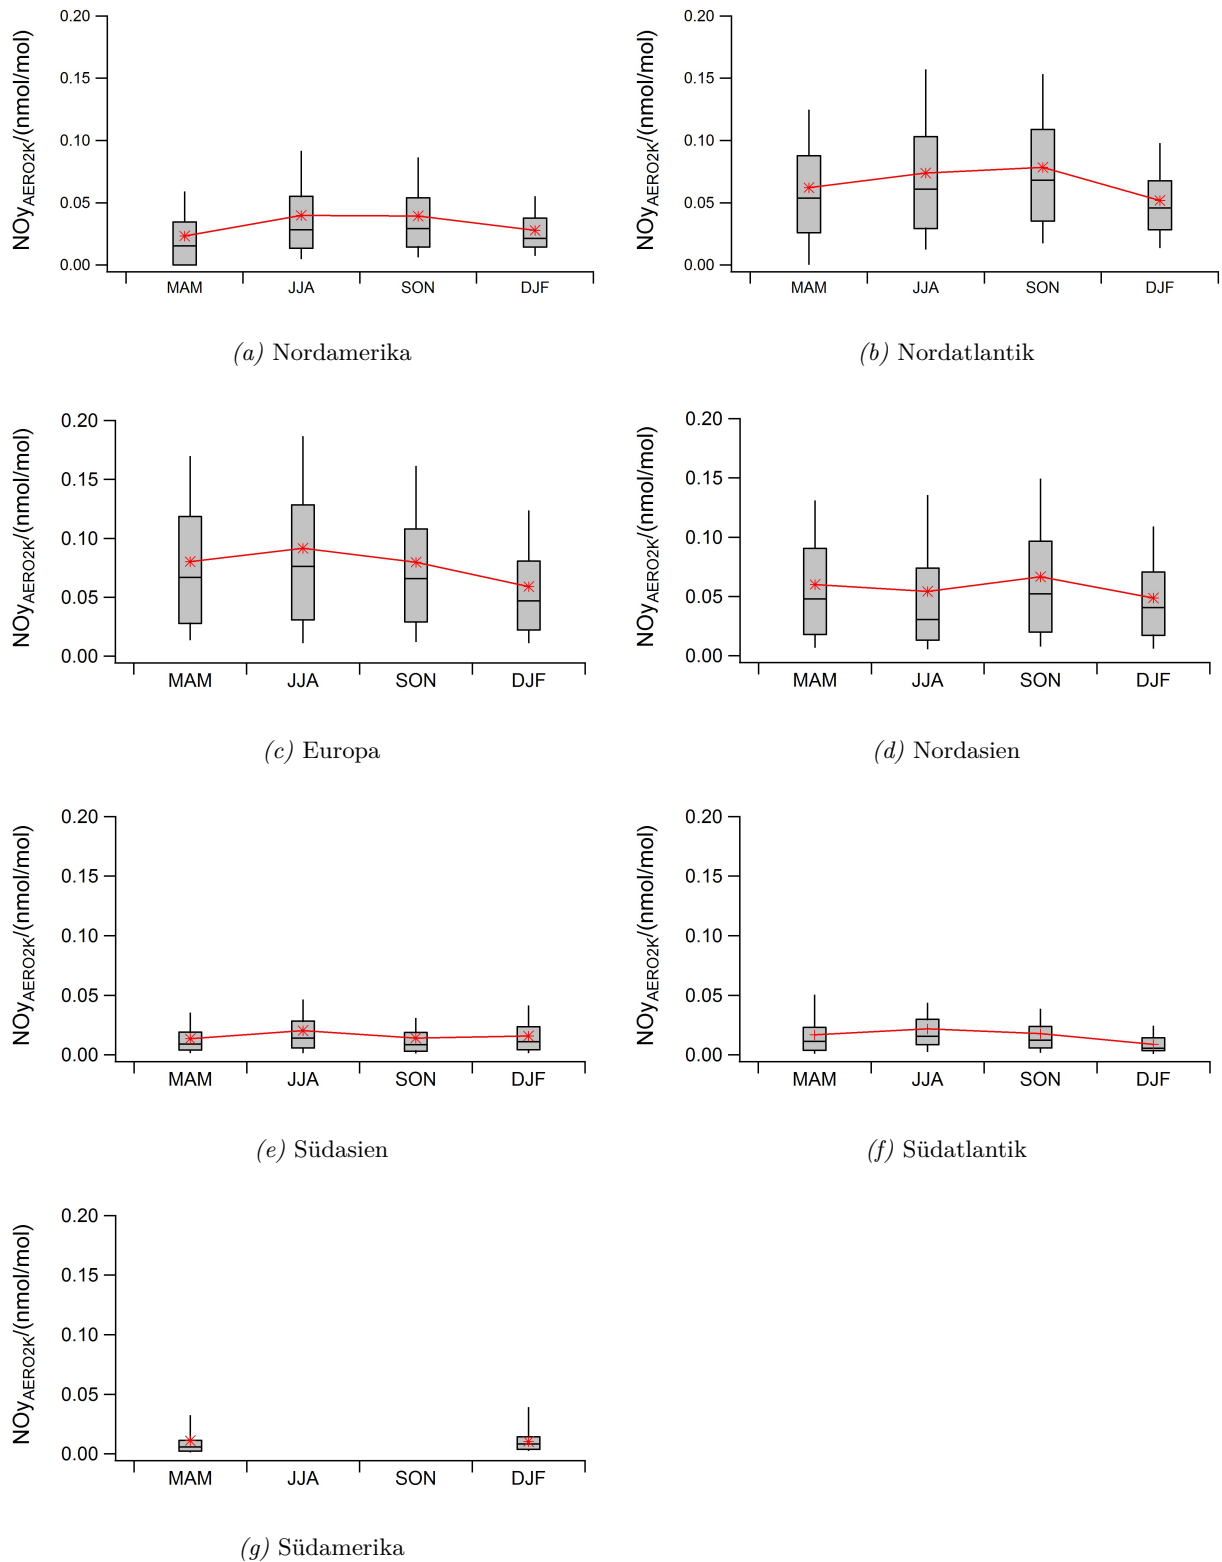 0.20
0.15
0.10
0.05
0.00
NOyAERO2K/(nmol/mol)
MAM JJA SON DJF
(a) Nordamerika
0.20
0.15
0.10
0.05
0.00
NOyAERO2K/(nmol/mol)
MAM JJA SON DJF
(b) Nordatlantik
0.20
0.15
0.10
0.05
0.00
NOyAERO2K/(nmol/mol)
MAM JJA SON DJF
(c) Europa
0.20
0.15
0.10
0.05
0.00
NOyAERO2K/(nmol/mol)
MAM JJA SON DJF
(d) Nordasien
0.20
0.15
0.10
0.05
0.00
NOyAERO2K/(nmol/mol)
MAM JJA SON DJF
(e) Südasien
0.20
0.15
0.10
0.05
0.00
NOyAERO2K/(nmol/mol)
MAM JJA SON DJF
(f) Südatlantik
0.20
0.15
0.10
0.05
0.00
NOyAERO2K/(nmol/mol)
MAM JJA SON DJF
(g) Südamerika